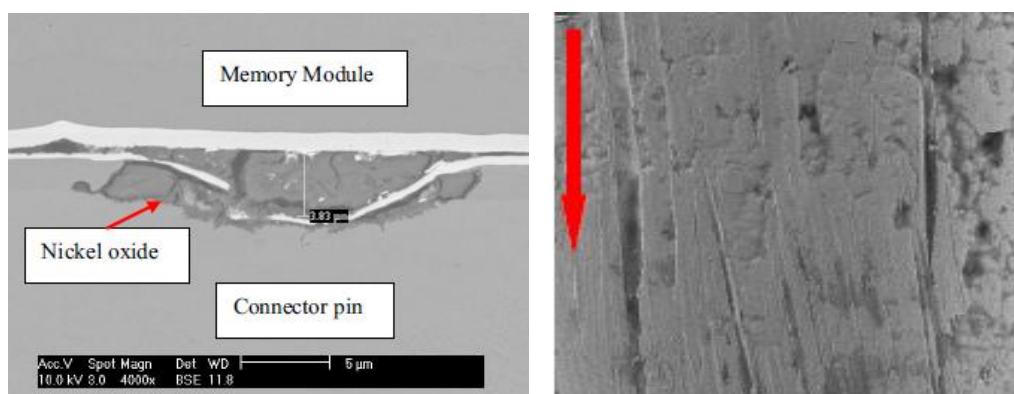 Memory Module
3.83 µm
Nickel oxide
Connector pin
Acc.V Spot Magn Det WD 5 µm
10.0 kV 3.0 4000x BSE 11.8